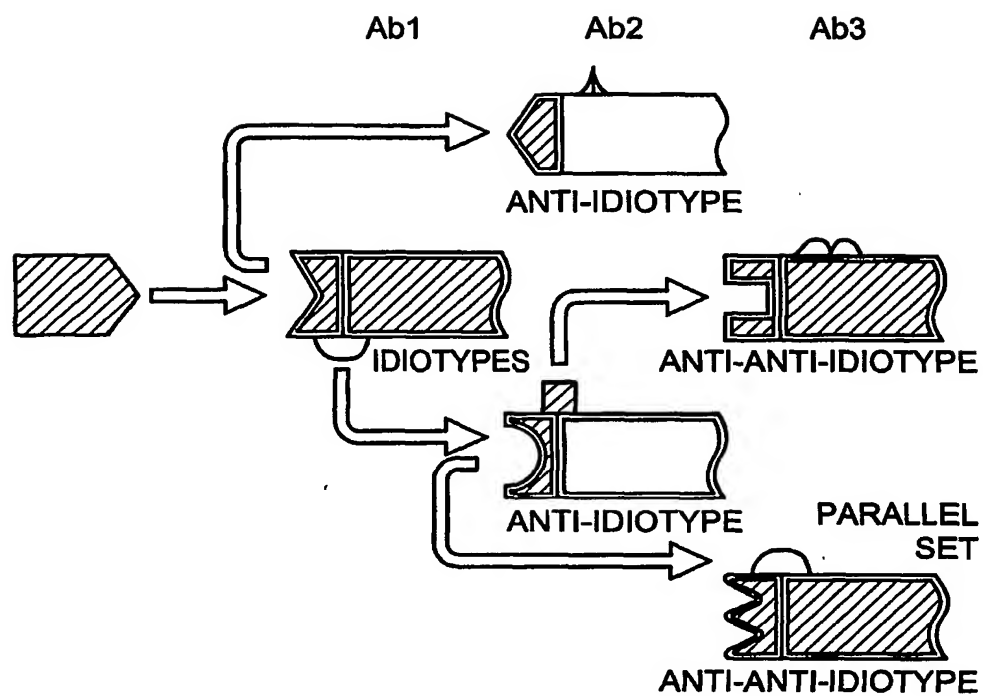 Ab1 Ab2 Ab3
ANTI-IDIOTYPE
IDIOTYPES
ANTI-ANTI-IDIOTYPE
ANTI-IDIOTYPE
PARALLEL
SET
ANTI-ANTI-IDIOTYPE